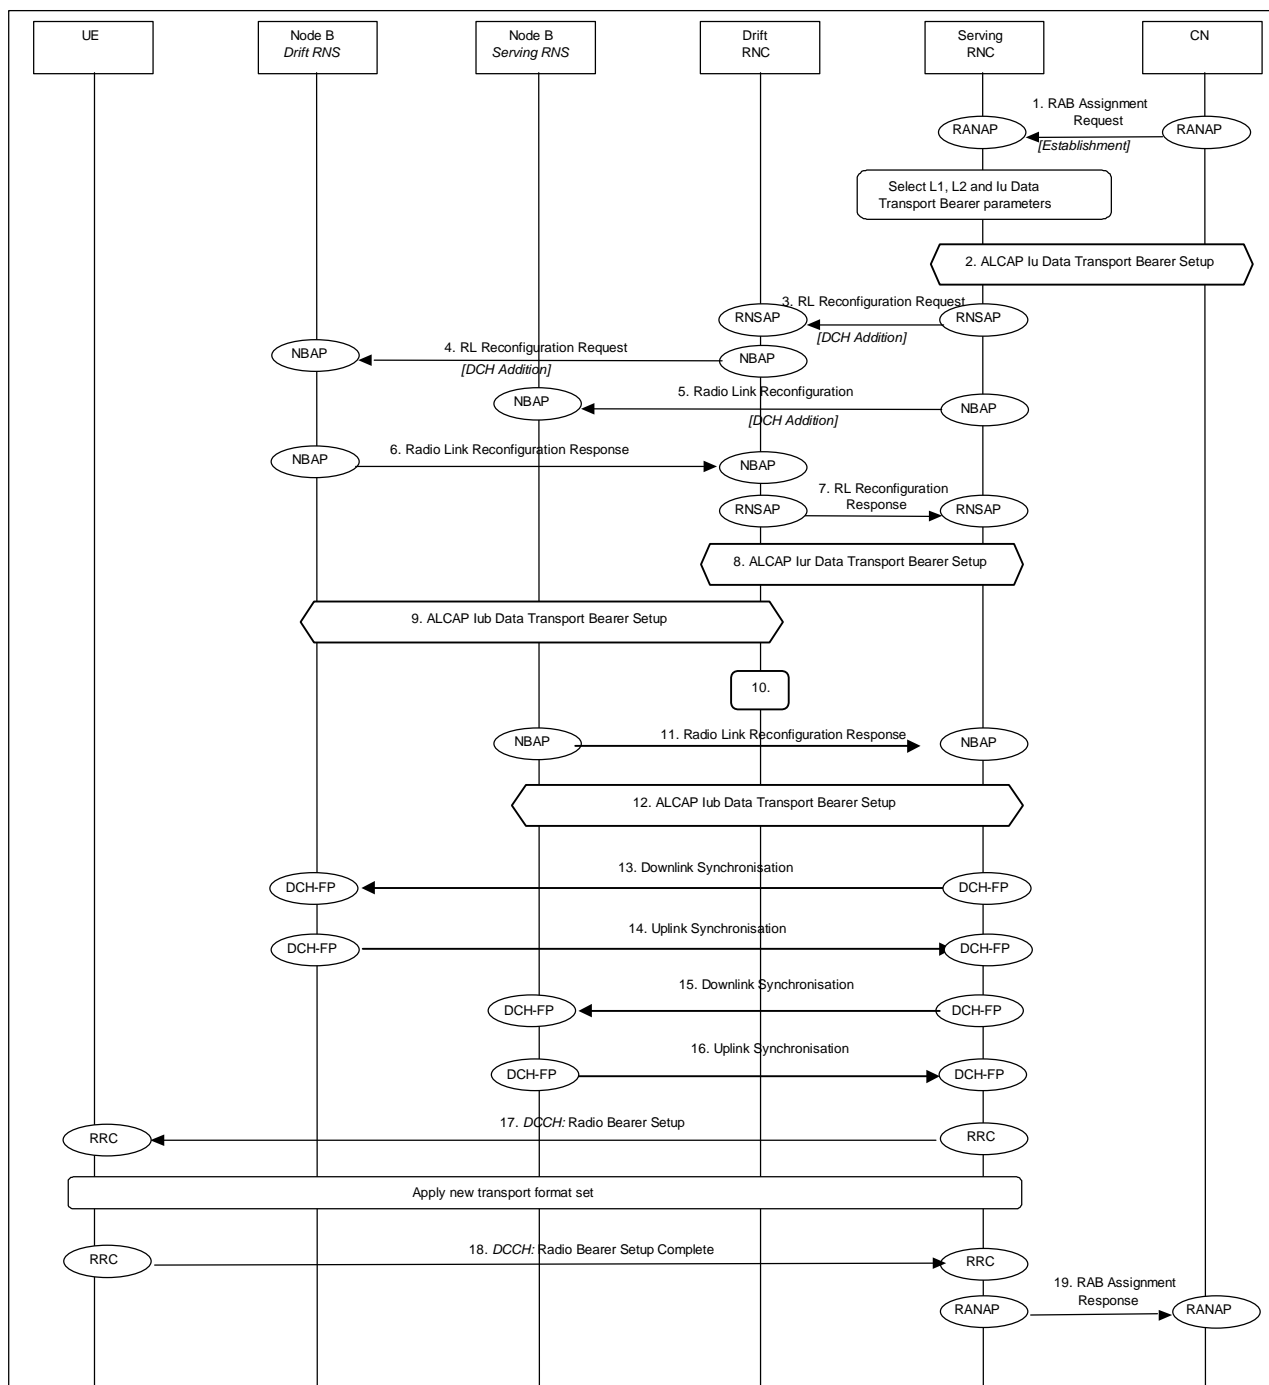 UE
Node B
Drift RNS
Node B
Serving RNS
Drift
RNC
Serving
RNC
CN
1. RAB Assignment
Request
RANAP
RANAP
[Establishment]
Select L1, L2 and Iu Data
Transport Bearer parameters
2. ALCAP Iu Data Transport Bearer Setup
3. RL Reconfiguration Request
RNSAP
RNSAP
[DCH Addition]
4. RL Reconfiguration Request
NBAP
NBAP
[DCH Addition]
5. Radio Link Reconfiguration
NBAP
NBAP
[DCH Addition]
6. Radio Link Reconfiguration Response
NBAP
NBAP
7. RL Reconfiguration
Response
RNSAP
RNSAP
8. ALCAP Iur Data Transport Bearer Setup
9. ALCAP Iub Data Transport Bearer Setup
10.
11. Radio Link Reconfiguration Response
NBAP
NBAP
12. ALCAP Iub Data Transport Bearer Setup
13. Downlink Synchronisation
DCH-FP
DCH-FP
14. Uplink Synchronisation
DCH-FP
DCH-FP
15. Downlink Synchronisation
DCH-FP
DCH-FP
16. Uplink Synchronisation
DCH-FP
DCH-FP
17. DCCH: Radio Bearer Setup
RRC
RRC
Apply new transport format set
18. DCCH: Radio Bearer Setup Complete
RRC
RRC
19. RAB Assignment
Response
RANAP
RANAP